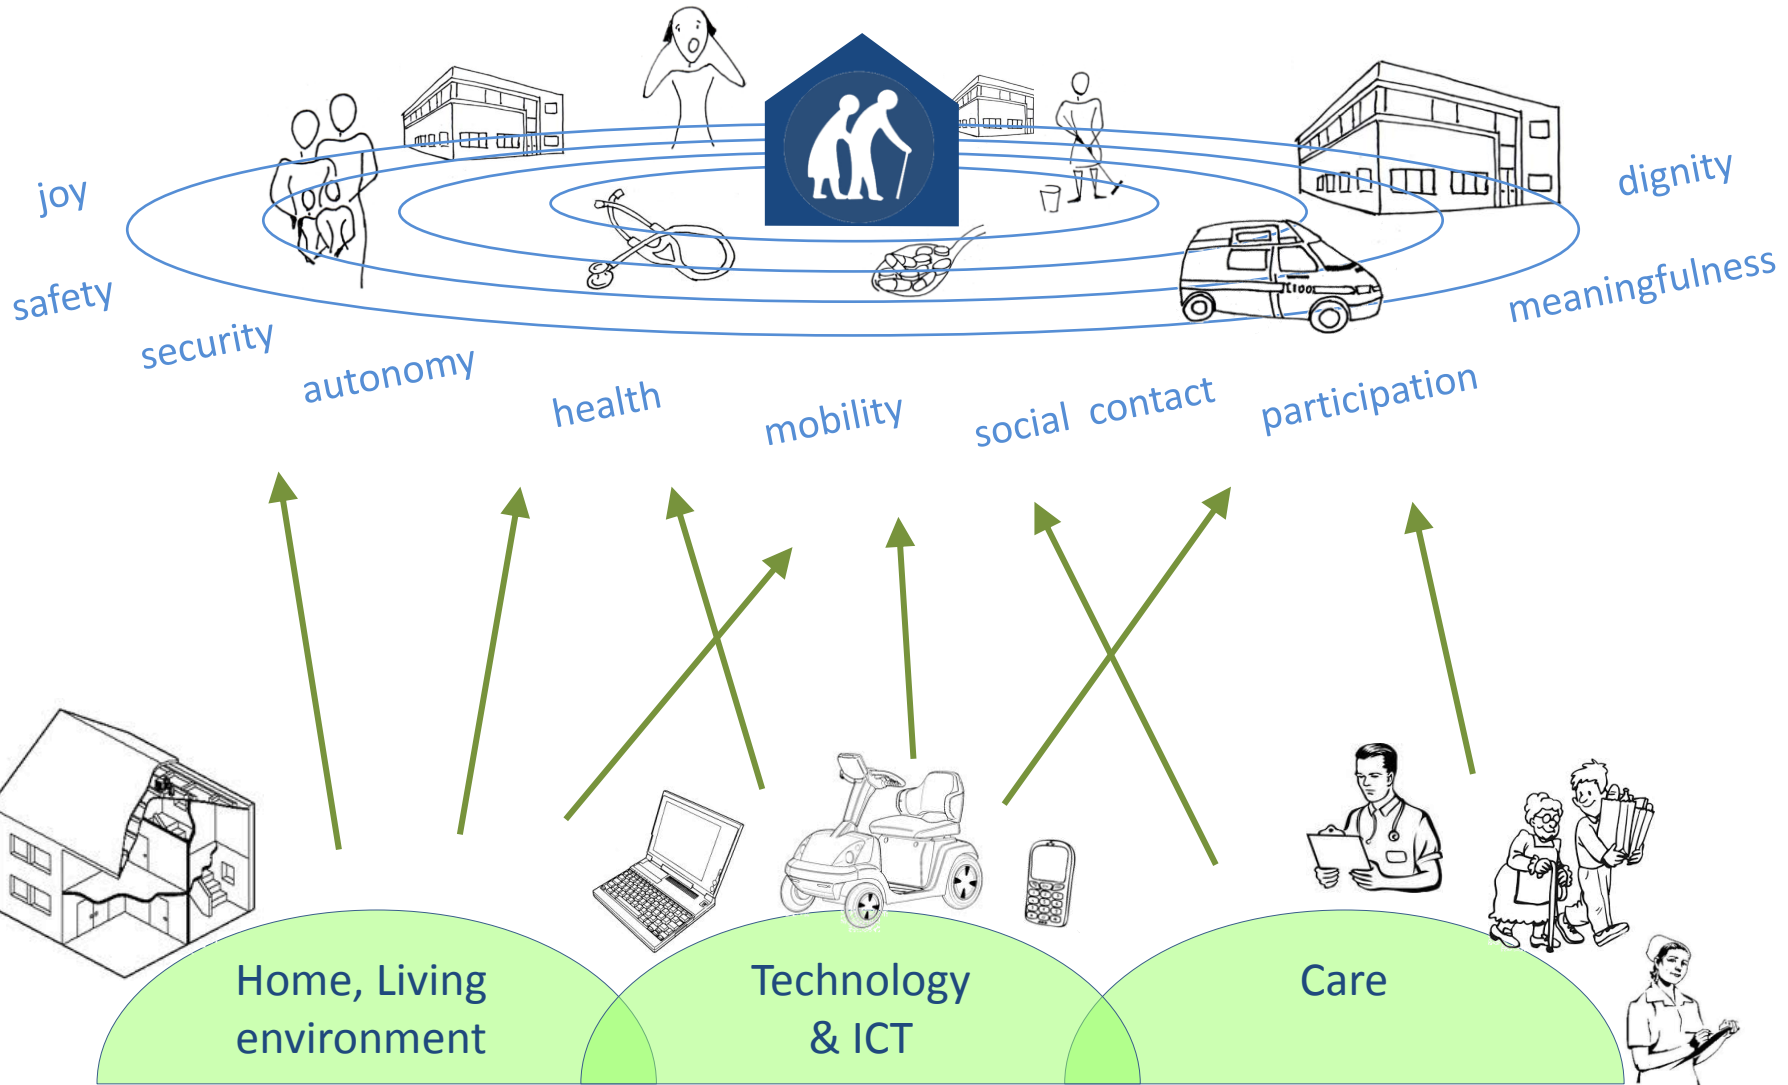 joy
dignity
safety
meaningfulness
security
autonomy
health
mobility
social contact
participation
Home, Living
environment
Technology
& ICT
Care